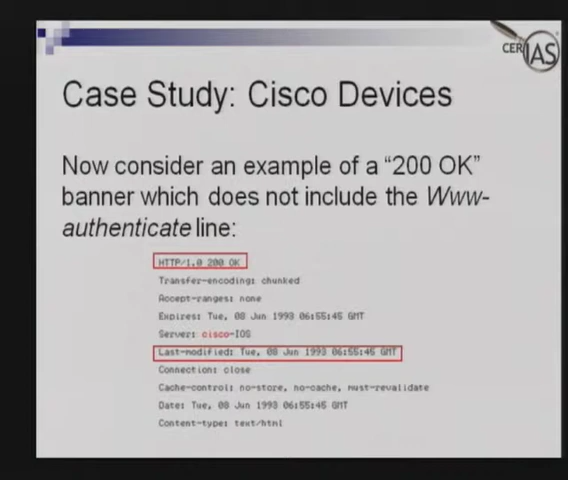 CERIAS
Case Study: Cisco Devices
Now consider an example of a “200 OK”
banner which does not include the Www-
authenticate line:
HTTP/1.0 200 OK
Transfer-encoding: chunked
Accept-ranges: none
Expires: Tue, 08 Jun 1993 06:55:45 GMT
Server: cisco-IOS
Last-modified: Tue, 08 Jun 1993 06:55:45 GMT
Connection: close
Cache-control: no-store, no-cache, must-revalidate
Date: Tue, 08 Jun 1993 06:55:45 GMT
Content-type: text/html